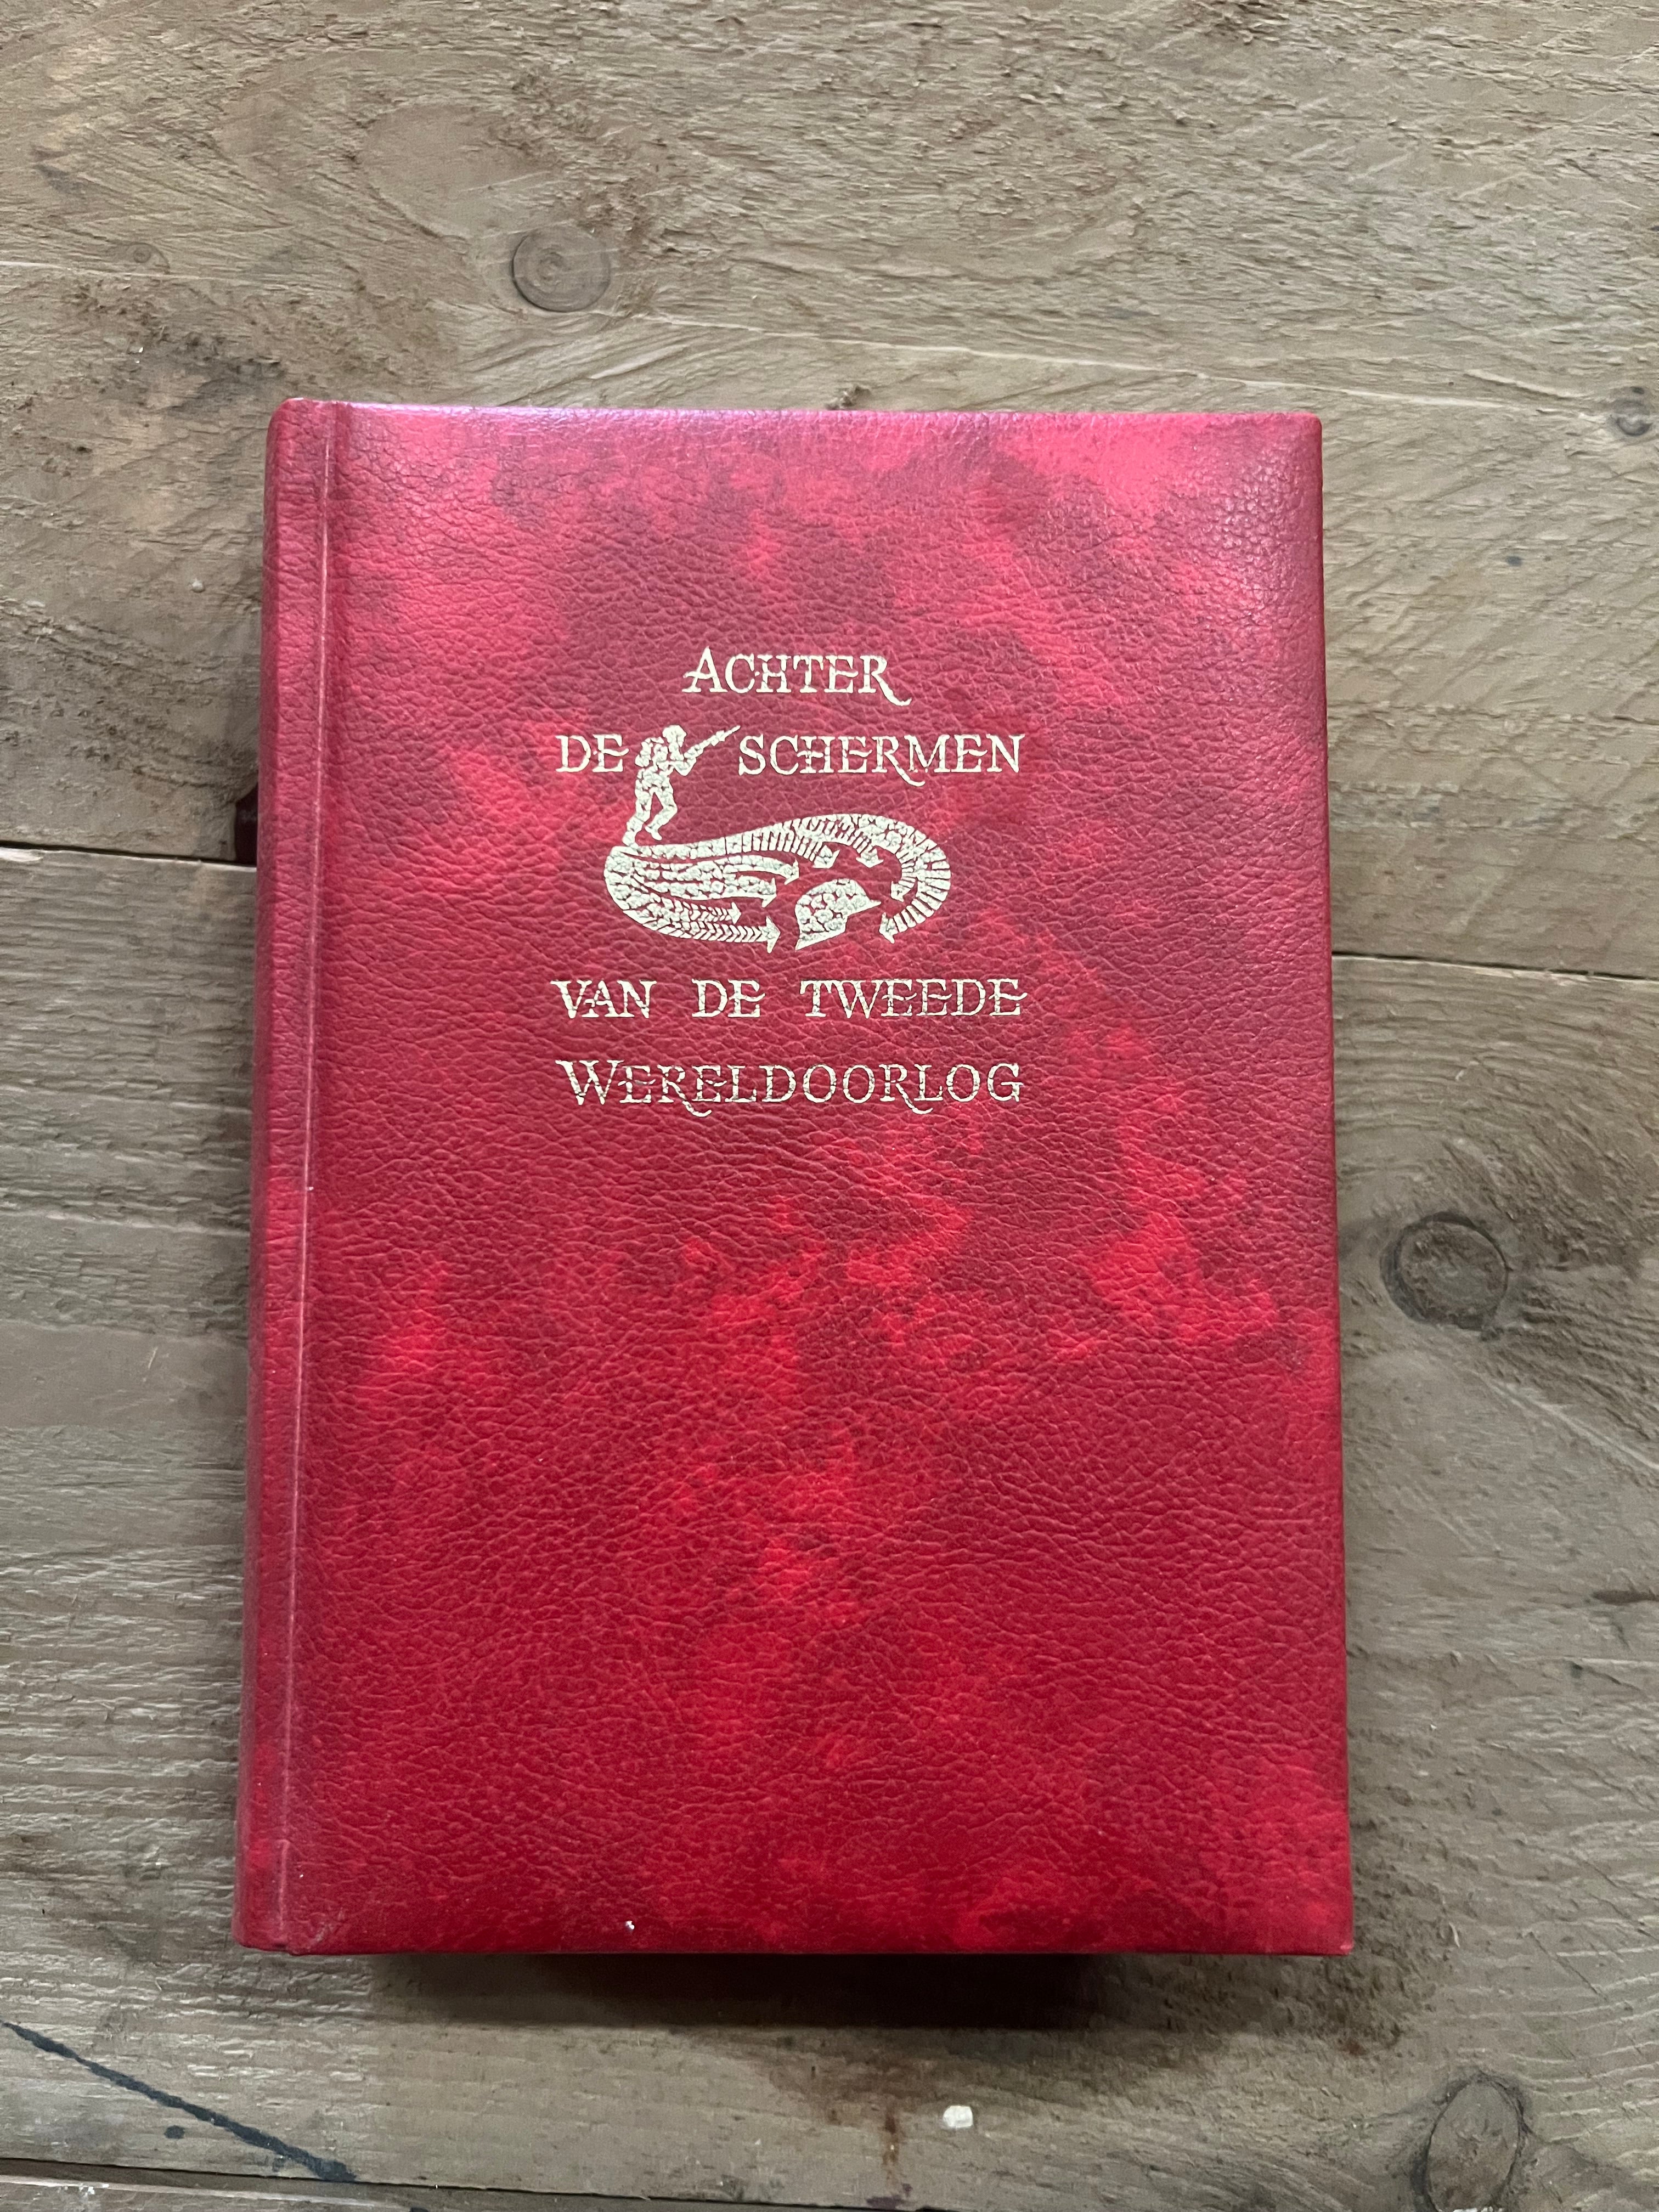 ACHTER
DE SCHERMEN
VAN DE TWEEDE
WERELDOORLOG